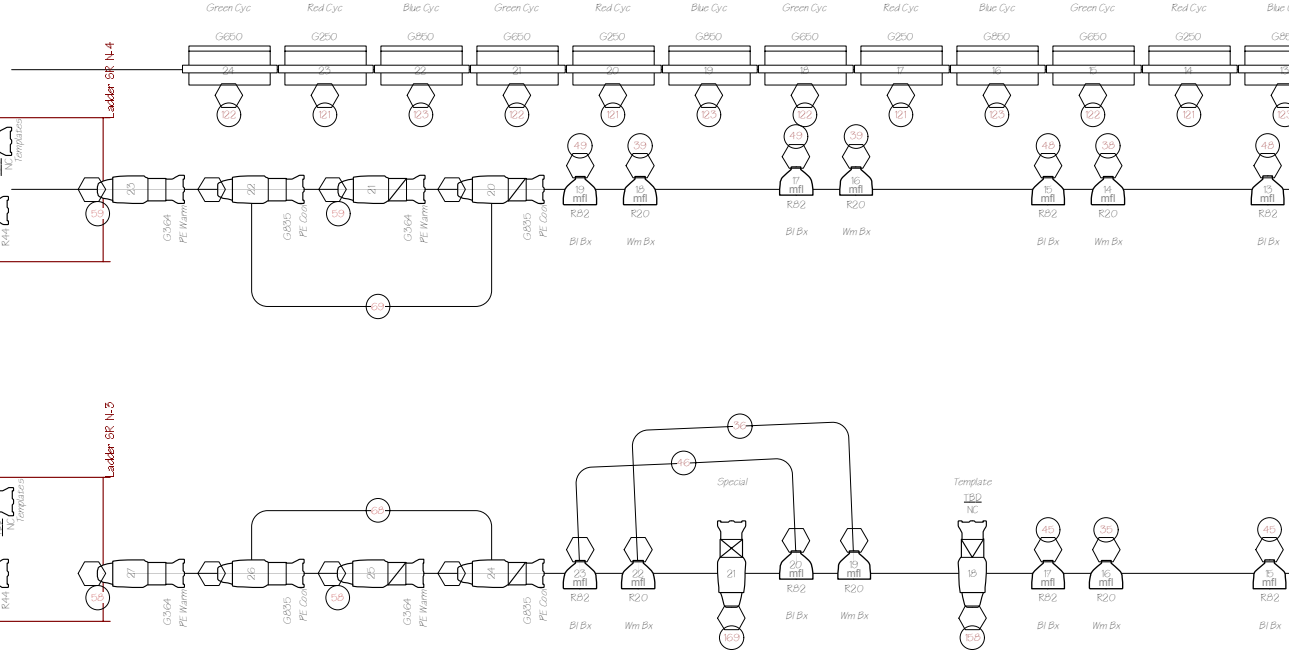 Green Cyc Red Cyc Blue Cyc Green Cyc Red Cyc Blue Cyc Green Cyc Red Cyc Blue Cyc Green Cyc Red Cyc
G650 G250 G850 G650 G250 G850 G650 G250 G850 G650 G250
24 23 22 21 20 19 18 17 16 15 14 13
122 121 123 122 121 123 122 121 123 122 121
Ladder SR N-4
Templates
NC
R44
49 39 49 39 48 38 48
23 22 21 20 19 18 17 16 15 14 13
mfl mfl mfl mfl mfl mfl mfl
59 59
R82 R20 R82 R20 R82 R20 R82
G364 G835 G364 G835
PE Warm PE Cool PE Warm PE Cool
Bl Bx Wm Bx Bl Bx Wm Bx Bl Bx Wm Bx Bl Bx
69
Ladder SR N-3
36
46
Special
Template
TBD
NC
Templates
NC
R44
68
45 35 45
27 26 25 24 23 22 21 20 19 18 17 16 15
mfl mfl mfl mfl mfl mfl mfl
58 58
R82 R20 R82 R20 R82 R20 R82
G364 G835 G364 G835
PE Warm PE Cool PE Warm PE Cool
Bl Bx Wm Bx Bl Bx Wm Bx Bl Bx Wm Bx Bl Bx
169 158